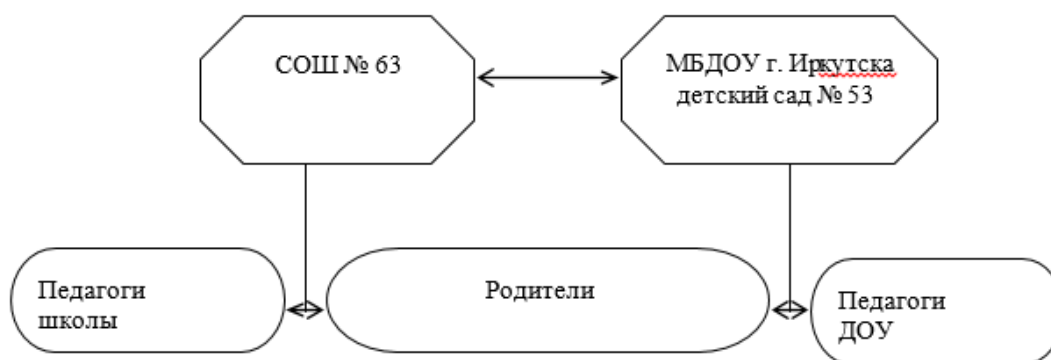 СОШ № 63
МБДОУ г. Иркутска
детский сад № 53
Педагоги
школы
Родители
Педагоги
ДОУ